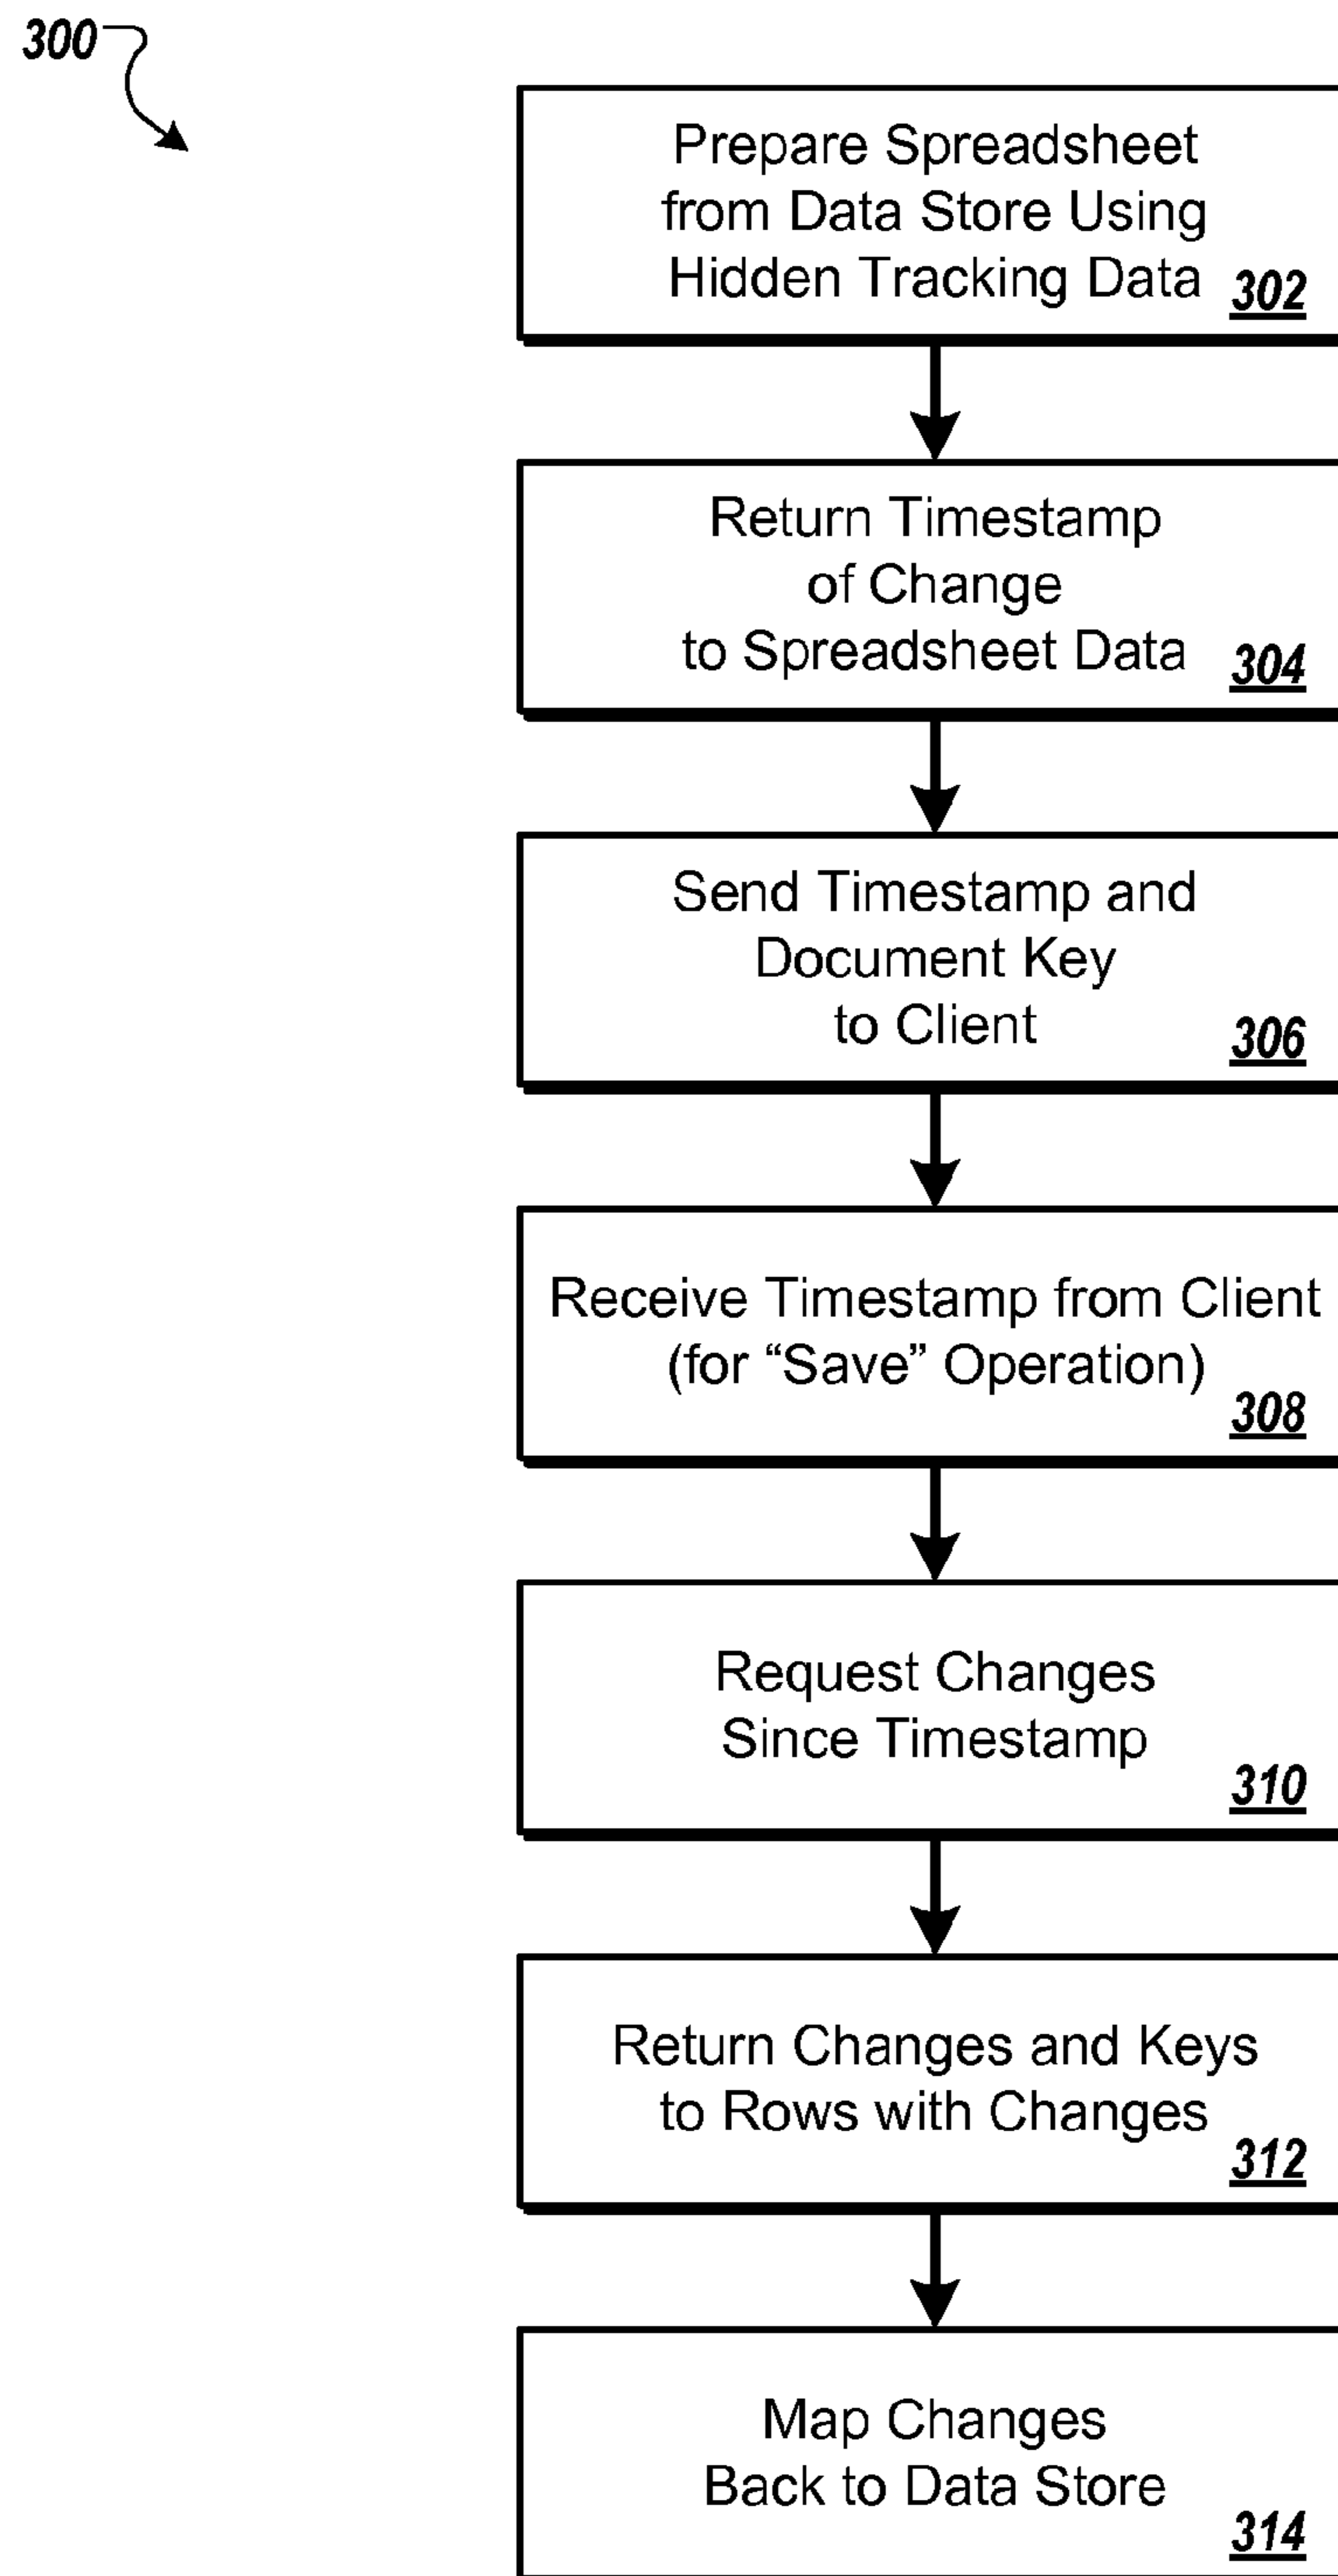 300
Prepare Spreadsheet
from Data Store Using
Hidden Tracking Data 302
Return Timestamp
of Change
to Spreadsheet Data 304
Send Timestamp and
Document Key
to Client 306
Receive Timestamp from Client
(for “Save” Operation)
308
Request Changes
Since Timestamp
310
Return Changes and Keys
to Rows with Changes
312
Map Changes
Back to Data Store
314